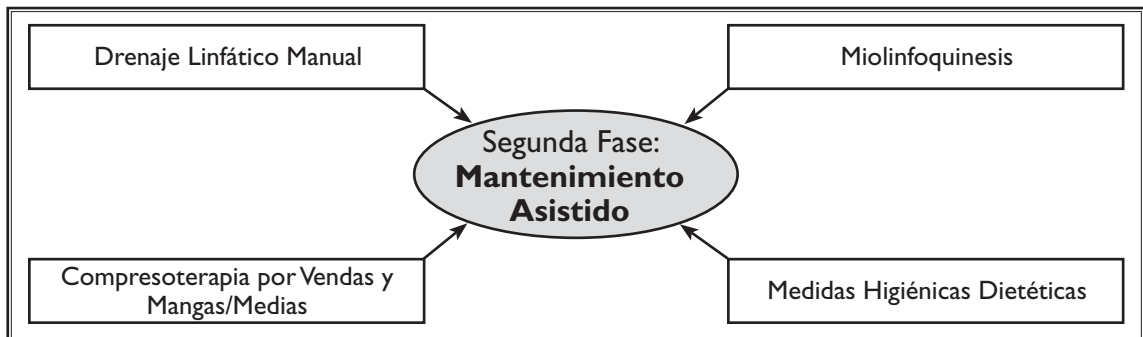 Drenaje Linfático Manual
Miolinfoquinesis
Segunda Fase:
Mantenimiento
Asistido
Compresoterapia por Vendas y
Mangas/Medias
Medidas Higiénicas Dietéticas